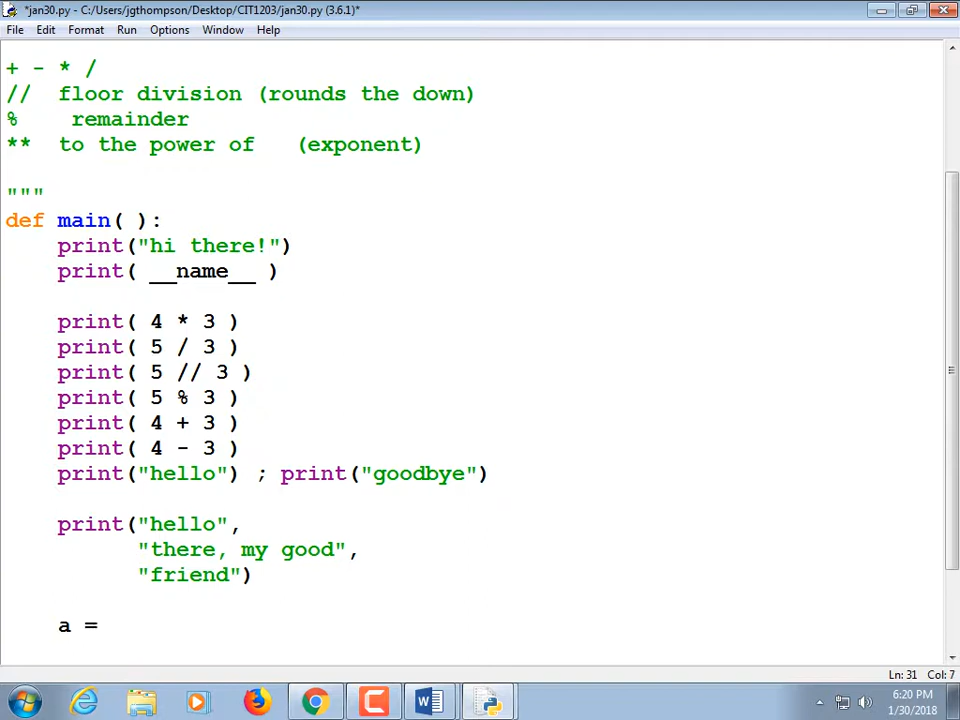 *jan30.py - C:/Users/jgthompson/Desktop/CIT1203/jan30.py (3.6.1)*
File Edit Format Run Options Window Help
+ - * /
// floor division (rounds the down)
% remainder
** to the power of (exponent)
"""
def main( ):
print("hi there!")
print( __name__ )
print( 4 * 3 )
print( 5 / 3 )
print( 5 // 3 )
print( 5 % 3 )
print( 4 + 3 )
print( 4 - 3 )
print("hello") ; print("goodbye")
print("hello",
"there, my good",
"friend")
a =
Ln: 31 Col: 7
6:20 PM
1/30/2018